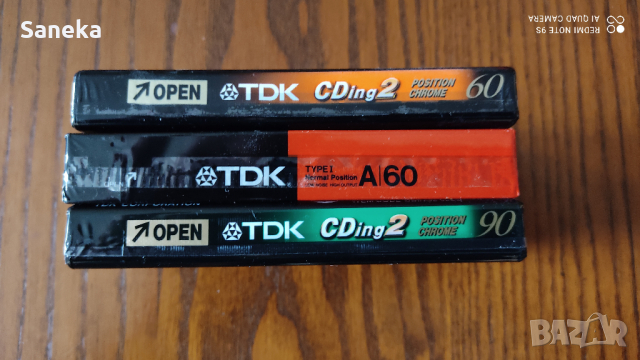 Saneka
REDMI NOTE 9S
AI QUAD CAMERA
OPEN TDK CDing2 POSITION CHROME 60
TDK TYPE I Normal Position A/60
TDK CORPORATION
OPEN TDK CDing2 POSITION CHROME 90
BAZAR.BG